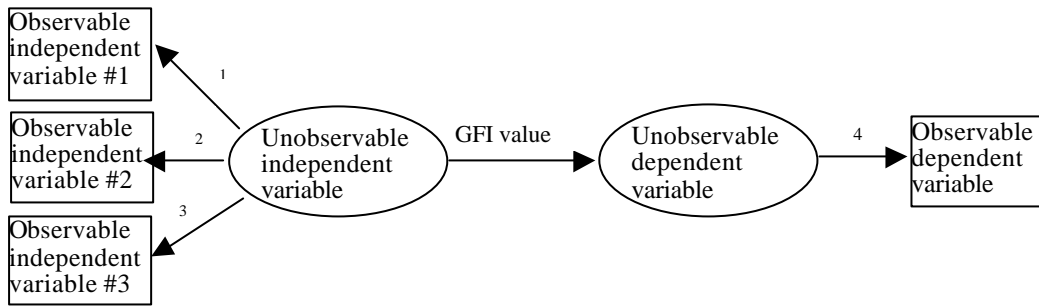 Observable
independent
variable #1
1
Observable
independent
variable #2
2
Observable
independent
variable #3
3
Unobservable
independent
variable
GFI value
Unobservable
dependent
variable
4
Observable
dependent
variable